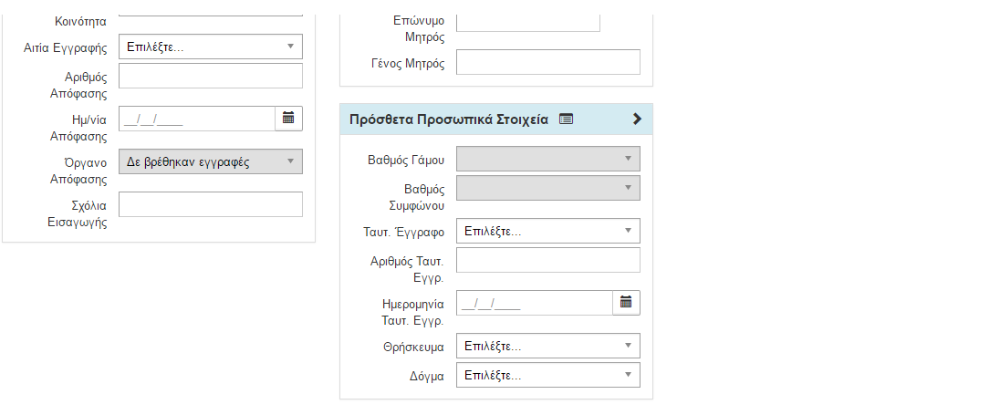 Κοινότητα
Αιτία Εγγραφής
Επιλέξτε...
Αριθμός
Απόφασης
Ημ/νία
Απόφασης
__/__/____
Όργανο
Απόφασης
Δε βρέθηκαν εγγραφές
Σχόλια
Εισαγωγής
Επώνυμο
Μητρός
Γένος Μητρός
Πρόσθετα Προσωπικά Στοιχεία
Βαθμός Γάμου
Βαθμός
Συμφώνου
Ταυτ. Έγγραφο
Επιλέξτε...
Αριθμός Ταυτ.
Εγγρ.
Ημερομηνία
Ταυτ. Εγγρ.
__/__/____
Θρήσκευμα
Επιλέξτε...
Δόγμα
Επιλέξτε...